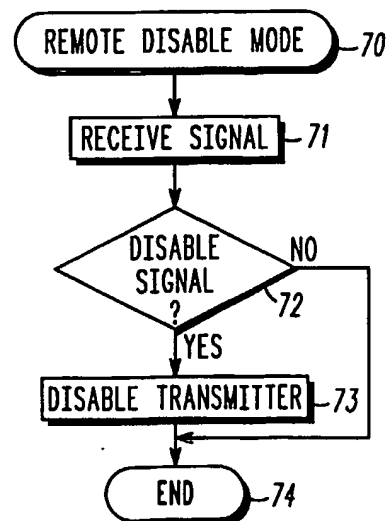 REMOTE DISABLE MODE 70
RECEIVE SIGNAL 71
DISABLE
SIGNAL
?
NO
72
YES
DISABLE TRANSMITTER 73
END 74